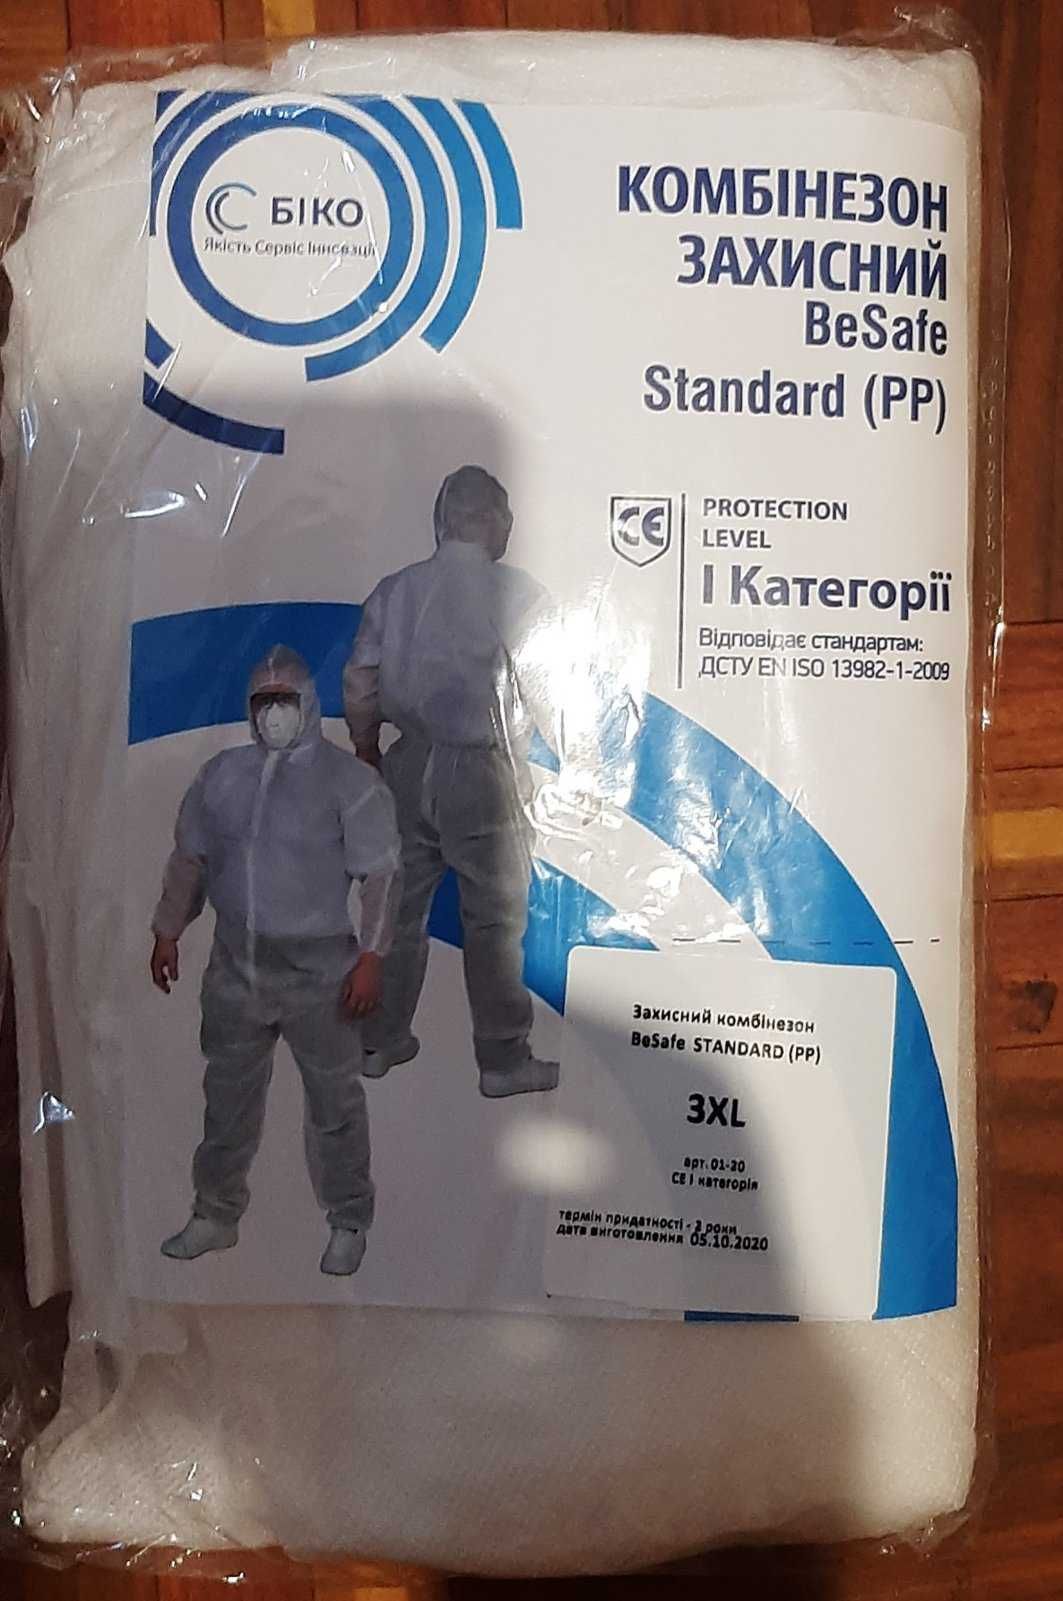 БІКО
Якість Сервіс Інновації
КОМБІНЕЗОН
ЗАХИСНИЙ
BeSafe
Standard (PP)
CE
PROTECTION
LEVEL
І Категорії
Відповідає стандартам:
ДСТУ EN ISO 13982-1-2009
Захисний комбінезон
BeSafe STANDARD (PP)
3XL
арт. 01-20
CE І категорія
термін придатності - 2 роки
дата виготовлення 05.10.2020